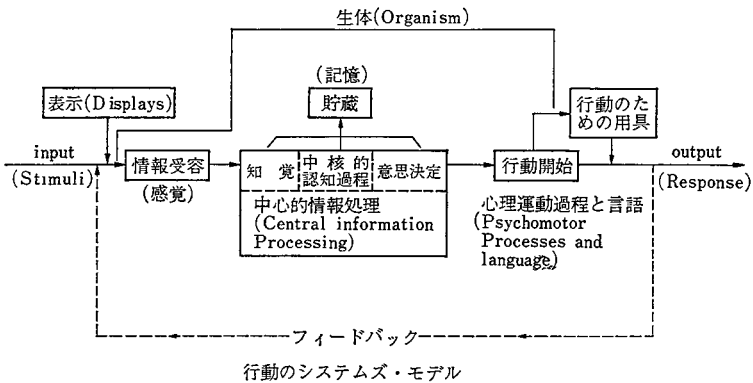 生体(Organism)
(記憶)
表示(Displays)
貯蔵
行動のた
めの用具
input
(Stimuli)
情報受容
(感覚)
知覚
中核的
認知過程
意思決定
中心的情報処理
(Central information
Processing)
行動開始
心理運動過程と言語
(Psychomotor
Processes and
language)
output
(Response)
フィードバック
行動のシステムズ・モデル